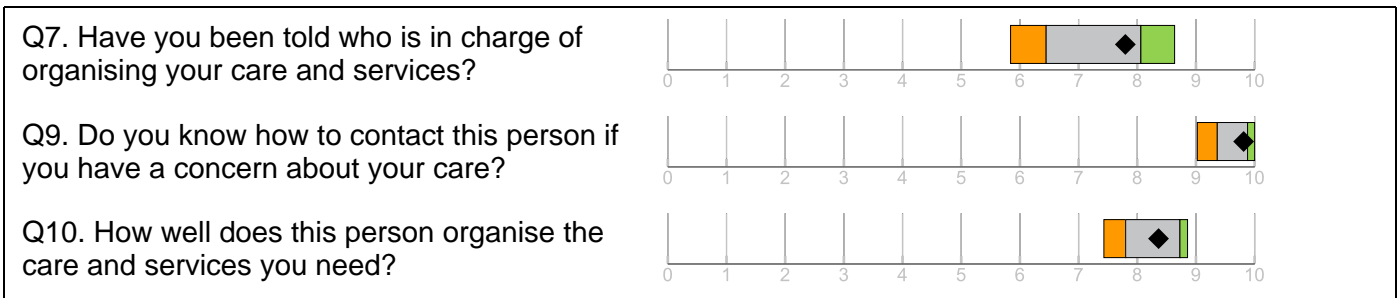 Q7. Have you been told who is in charge of
organising your care and services?
0 1 2 3 4 5 6 7 8 9 10
Q9. Do you know how to contact this person if
you have a concern about your care?
0 1 2 3 4 5 6 7 8 9 10
Q10. How well does this person organise the
care and services you need?
0 1 2 3 4 5 6 7 8 9 10